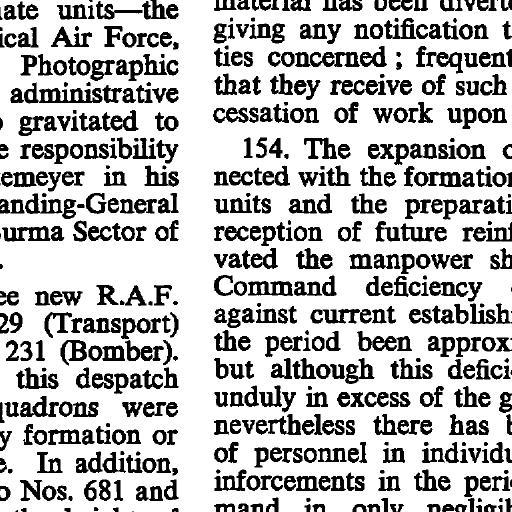 units—the
ical Air Force,
Photographic
administrative
gravitated to
responsibility
emeyer in his
anding-General
urma Sector of
new R.A.F.
29 (Transport)
231 (Bomber).
this despatch
quadrons were
y formation or
In addition,
Nos. 681 and
material has been
giving any notification
ties concerned; frequent
that they receive of such
cessation of work upon
154. The expansion
nected with the formation
units and the preparati
reception of future rein
vated the manpower sh
Command deficiency
against current establish
the period been approx
but although this defici
unduly in excess of the g
nevertheless there has
of personnel in individu
inforcements in the peri
mand in only negligib